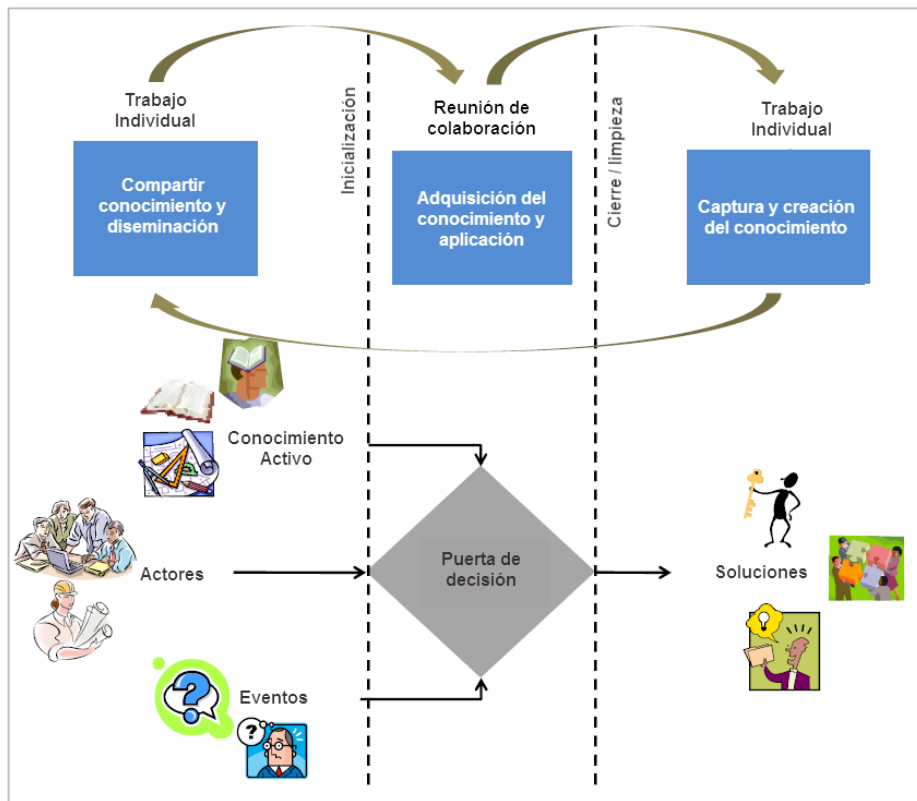 Trabajo
Individual
Inicialización
Reunión de
colaboración
Cierre / limpieza
Trabajo
Individual
Compartir
conocimiento y
diseminación
Adquisición del
conocimiento y
aplicación
Captura y creación
del conocimiento
Conocimiento
Activo
Actores
Puerta de
decisión
Soluciones
Eventos
?
?